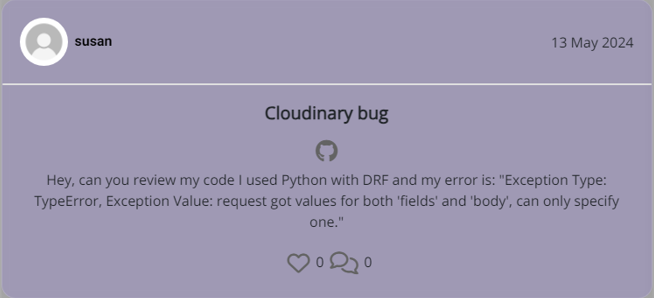 susan
13 May 2024
Cloudinary bug
Hey, can you review my code I used Python with DRF and my error is: "Exception Type:
TypeError, Exception Value: request got values for both 'fields' and 'body', can only specify
one."
0 0